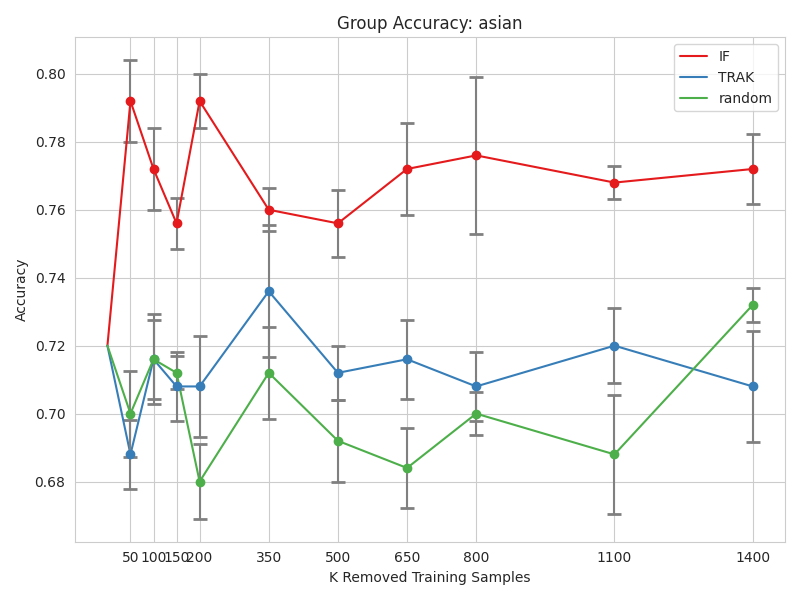 Group Accuracy: asian
IF
TRAK
random
Accuracy
0.80
0.78
0.76
0.74
0.72
0.70
0.68
50 100 150 200 350 500 650 800 1100 1400
K Removed Training Samples